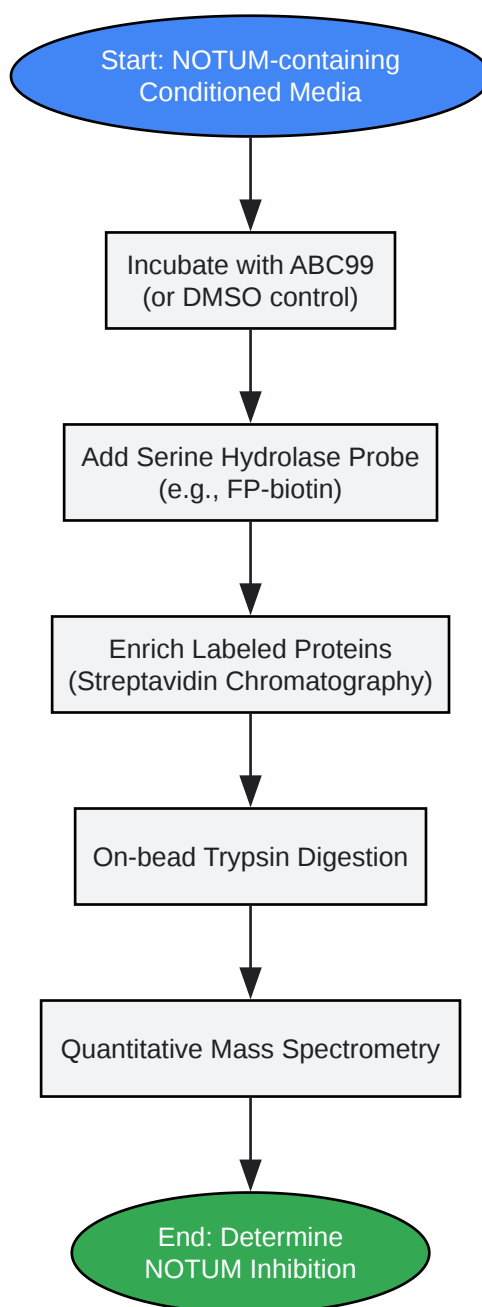 Start: NOTUM-containing
Conditioned Media
Incubate with ABC99
(or DMSO control)
Add Serine Hydrolase Probe
(e.g., FP-biotin)
Enrich Labeled Proteins
(Streptavidin Chromatography)
On-bead Trypsin Digestion
Quantitative Mass Spectrometry
End: Determine
NOTUM Inhibition